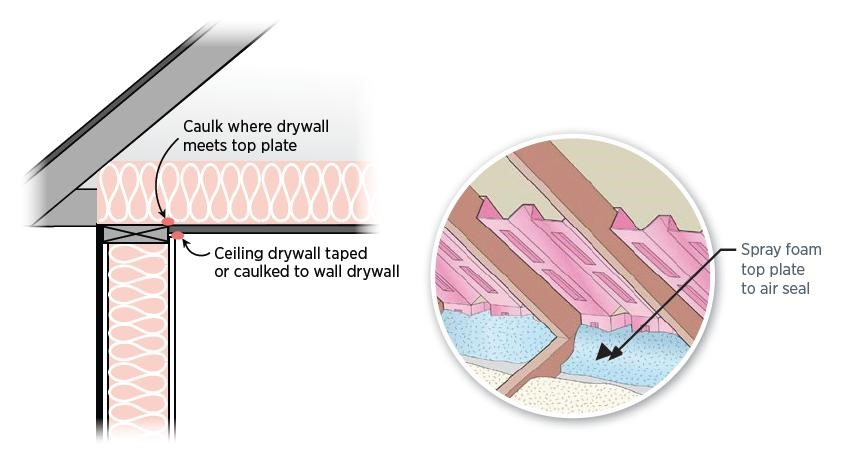 Caulk where drywall
meets top plate
Ceiling drywall taped
or caulked to wall drywall
Spray foam
top plate
to air seal